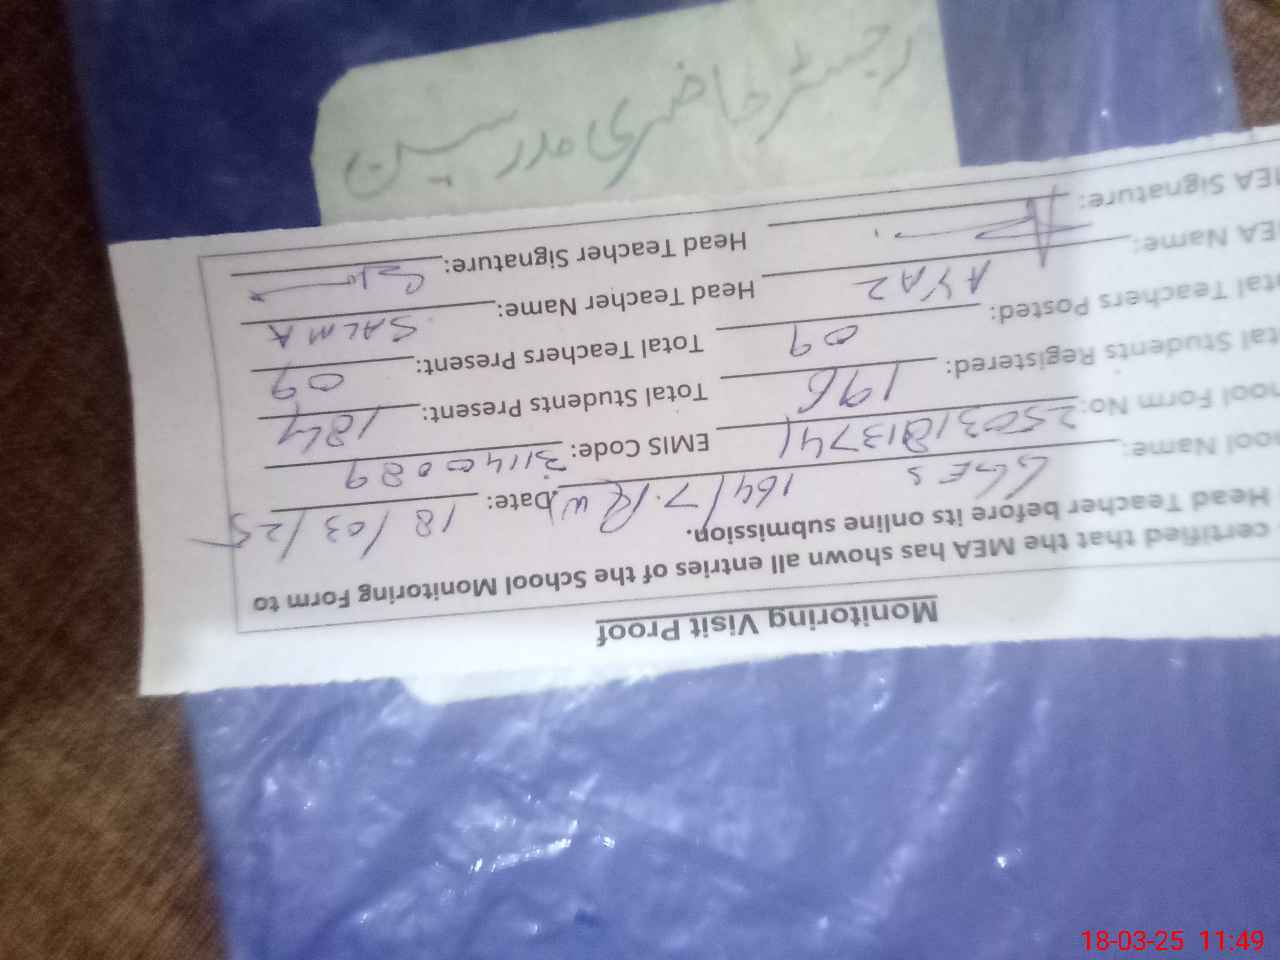 رجسٹر حاضری مدرسین
Monitoring Visit Proof
certified that the MEA has shown all entries of the School Monitoring Form to
Head Teacher before its online submission.
ool Name: GGES 164/7.R Date: 18/03/25
hool Form No: 25031813741 EMIS Code: 31140089
tal Students Registered: 196 Total Students Present: 184
tal Teachers Posted: 09 Total Teachers Present: 09
EA Name: AYAZ Head Teacher Name: SALMA
MEA Signature: Head Teacher Signature:
18-03-25 11:49